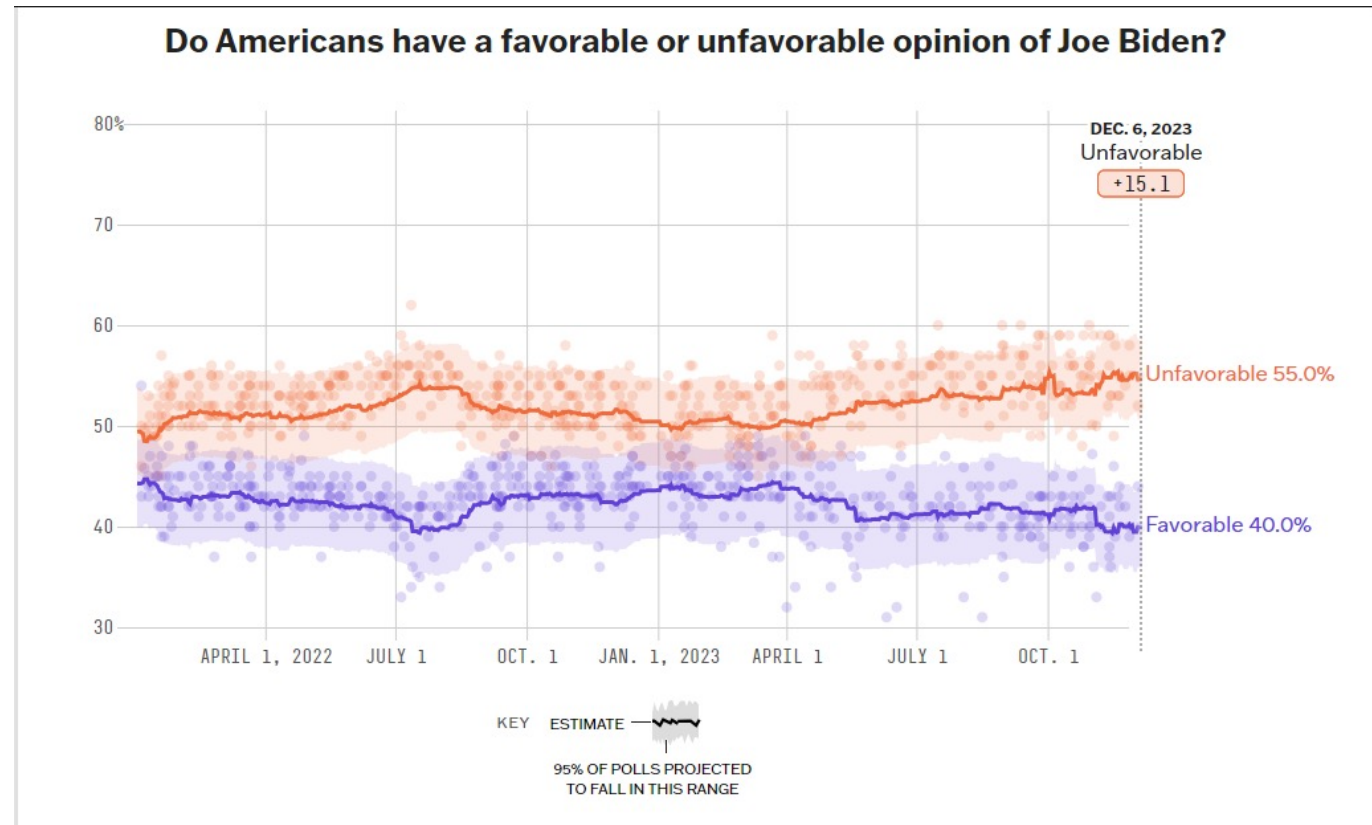 Do Americans have a favorable or unfavorable opinion of Joe Biden?
80%
DEC. 6, 2023
Unfavorable
+15.1
70
60
Unfavorable 55.0%
50
40
Favorable 40.0%
30
APRIL 1, 2022 JULY 1 OCT. 1 JAN. 1, 2023 APRIL 1 JULY 1 OCT. 1
KEY ESTIMATE
95% OF POLLS PROJECTED
TO FALL IN THIS RANGE